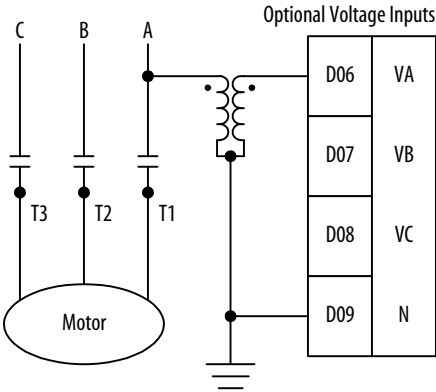 Optional Voltage Inputs
C B A
D06 VA
D07 VB
T3 T2 T1
D08 VC
Motor
D09 N